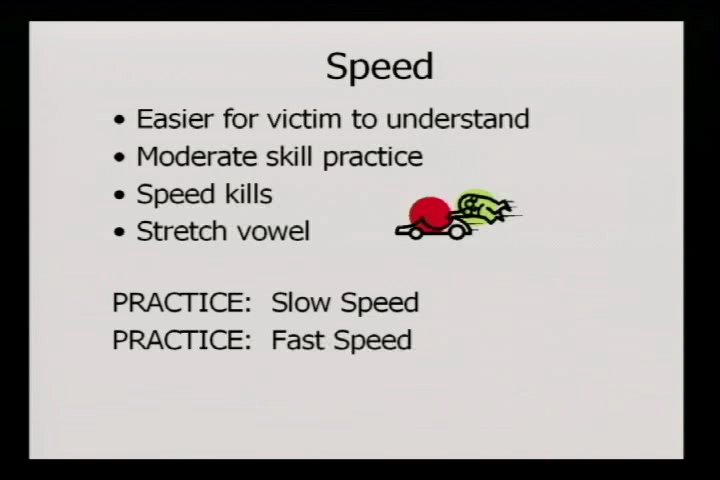 Speed
• Easier for victim to understand
• Moderate skill practice
• Speed kills
• Stretch vowel
PRACTICE: Slow Speed
PRACTICE: Fast Speed